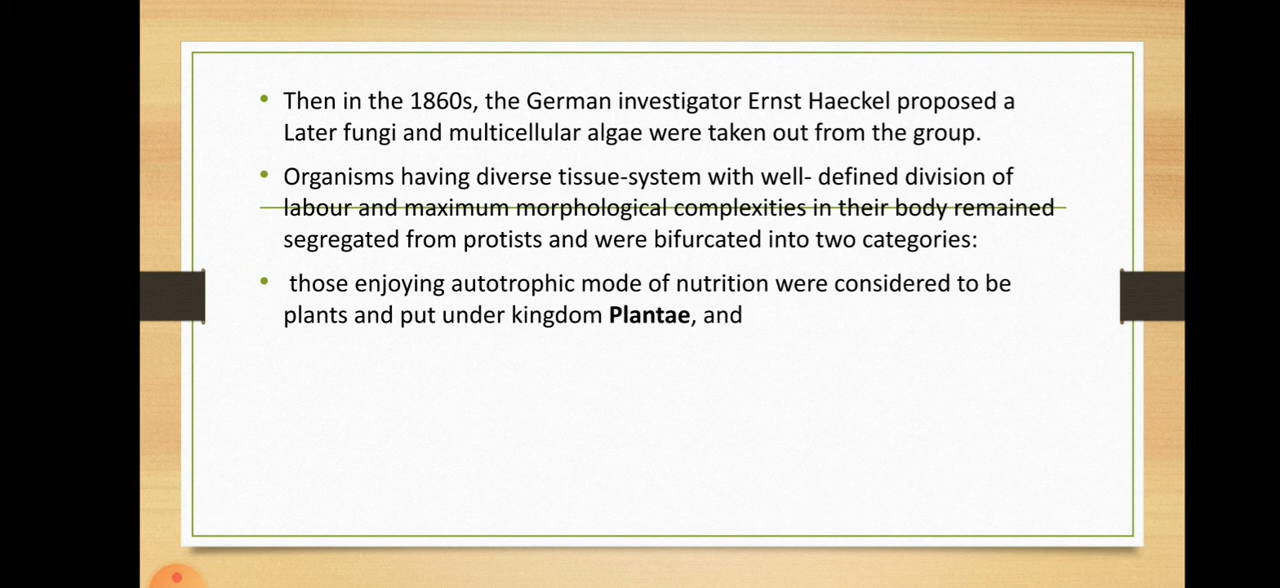 • Then in the 1860s, the German investigator Ernst Haeckel proposed a
Later fungi and multicellular algae were taken out from the group.
• Organisms having diverse tissue-system with well- defined division of
labour and maximum morphological complexities in their body remained
segregated from protists and were bifurcated into two categories:
• those enjoying autotrophic mode of nutrition were considered to be
plants and put under kingdom Plantae, and